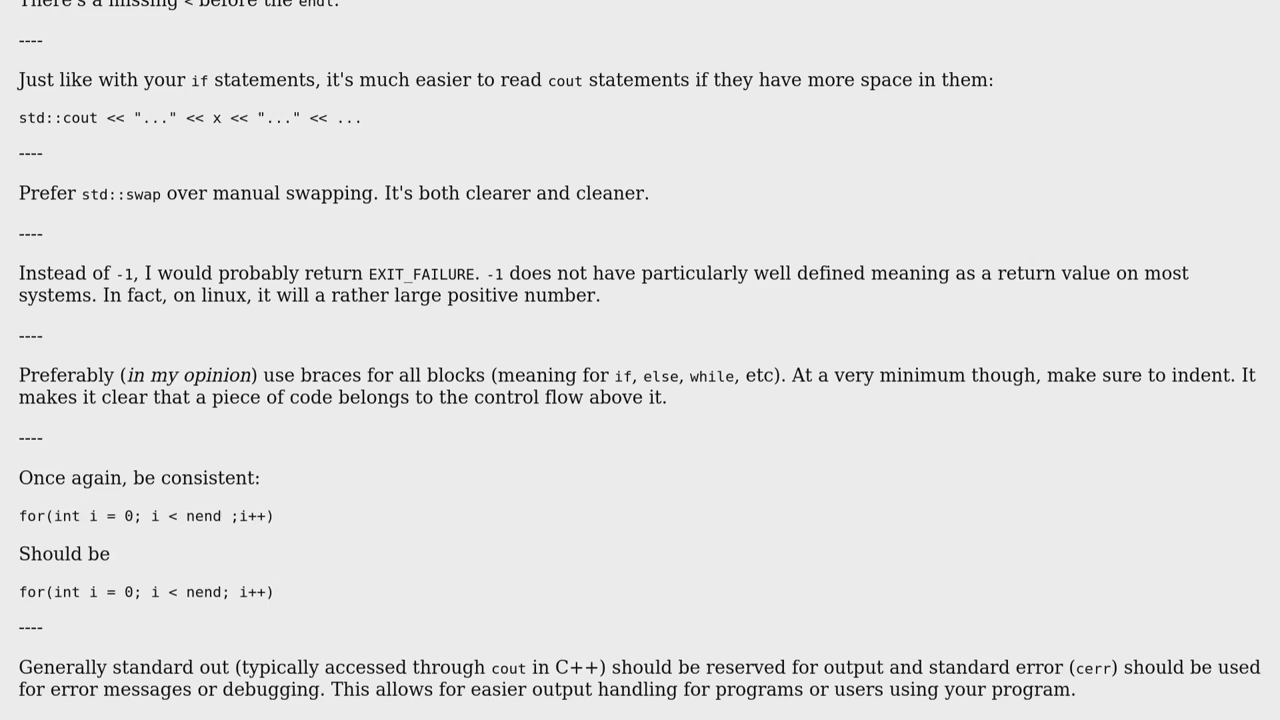 There's a missing < before the endl.
----
Just like with your if statements, it's much easier to read cout statements if they have more space in them:
std::cout << "..." << x << "..." << ...
----
Prefer std::swap over manual swapping. It's both clearer and cleaner.
----
Instead of -1, I would probably return EXIT_FAILURE. -1 does not have particularly well defined meaning as a return value on most
systems. In fact, on linux, it will a rather large positive number.
----
Preferably (in my opinion) use braces for all blocks (meaning for if, else, while, etc). At a very minimum though, make sure to indent. It
makes it clear that a piece of code belongs to the control flow above it.
----
Once again, be consistent:
for(int i = 0; i < nend ;i++)
Should be
for(int i = 0; i < nend; i++)
----
Generally standard out (typically accessed through cout in C++) should be reserved for output and standard error (cerr) should be used
for error messages or debugging. This allows for easier output handling for programs or users using your program.